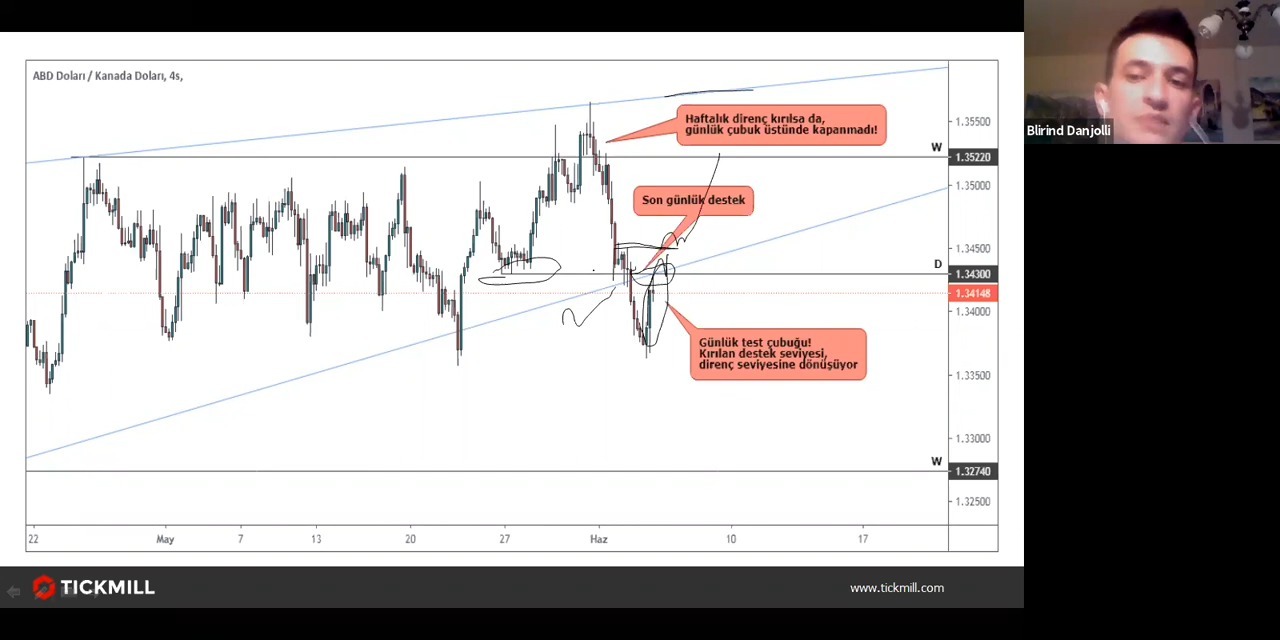 ABD Doları / Kanada Doları, 4s,
Haftalık direnç kırılsa da,
günlük çubuk üstünde kapanmadı!
Son günlük destek
Günlük test çubuğu!
Kırılan destek seviyesi,
direnç seviyesine dönüşüyor
W
D
W
1.35500
1.35220
1.35000
1.34500
1.34300
1.34148
1.34000
1.33500
1.33000
1.32740
1.32500
22
May
7
13
20
27
Haz
10
17
TICKMILL
www.tickmill.com
Blirind Danjolli